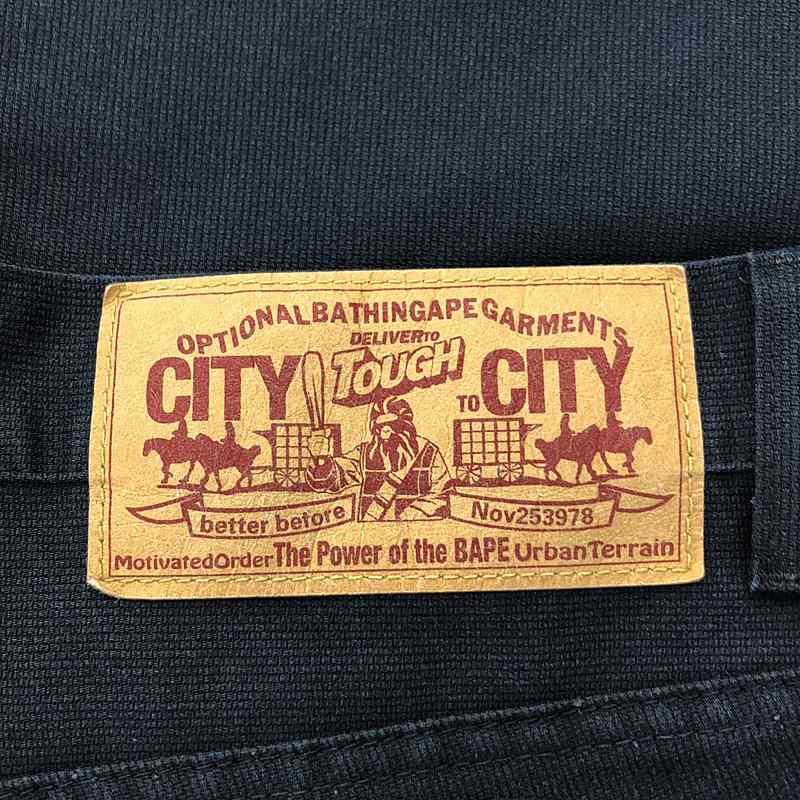 OPTIONALBATHINGAPEGARMENTS
DELIVERTO
CITY TOUGH TO CITY
better before Nov253978
MotivatedOrder The Power of the BAPE UrbanTerrain